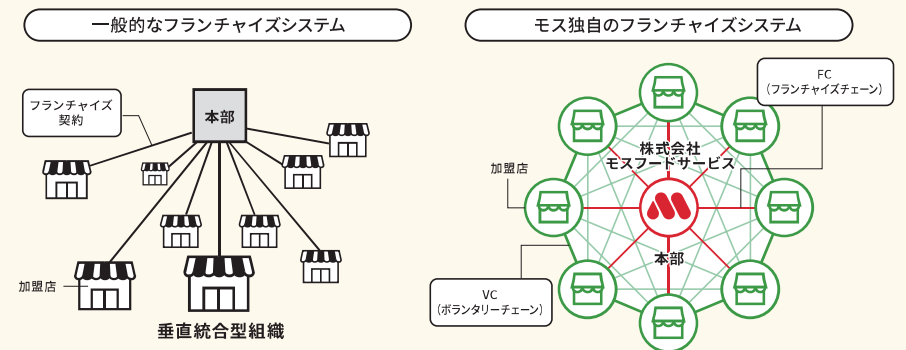 一般的なフランチャイズシステム
フランチャイズ
契約
本部
加盟店
垂直統合型組織
モス独自のフランチャイズシステム
FC
(フランチャイズチェーン)
株式会社
モスフードサービス
加盟店
本部
VC
(ボランタリーチェーン)